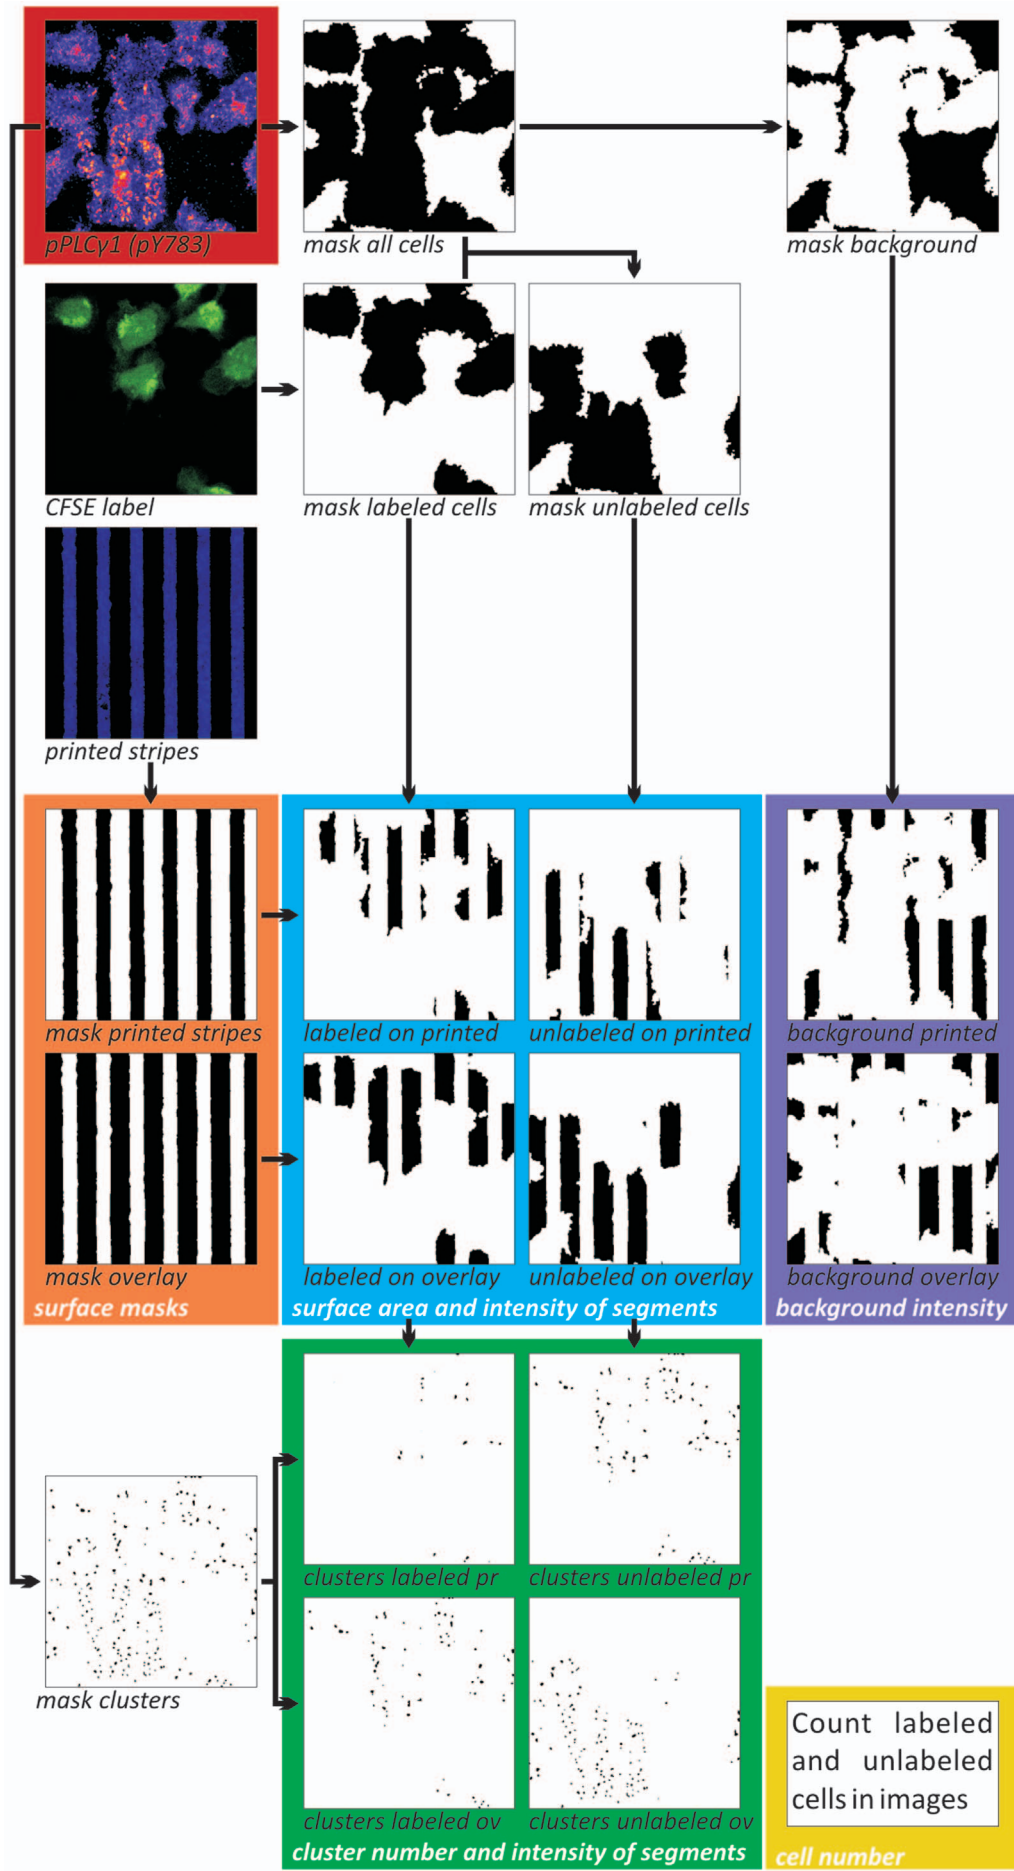 pPLCγ1 (pY783)
mask all cells
mask background
CFSE label
mask labeled cells
mask unlabeled cells
printed stripes
mask printed stripes
labeled on printed
unlabeled on printed
background printed
mask overlay
labeled on overlay
unlabeled on overlay
background overlay
surface masks
surface area and intensity of segments
background intensity
clusters labeled pr
clusters unlabeled pr
mask clusters
Count labeled
and unlabeled
cells in images
clusters labeled ov
clusters unlabeled ov
cluster number and intensity of segments
cell number